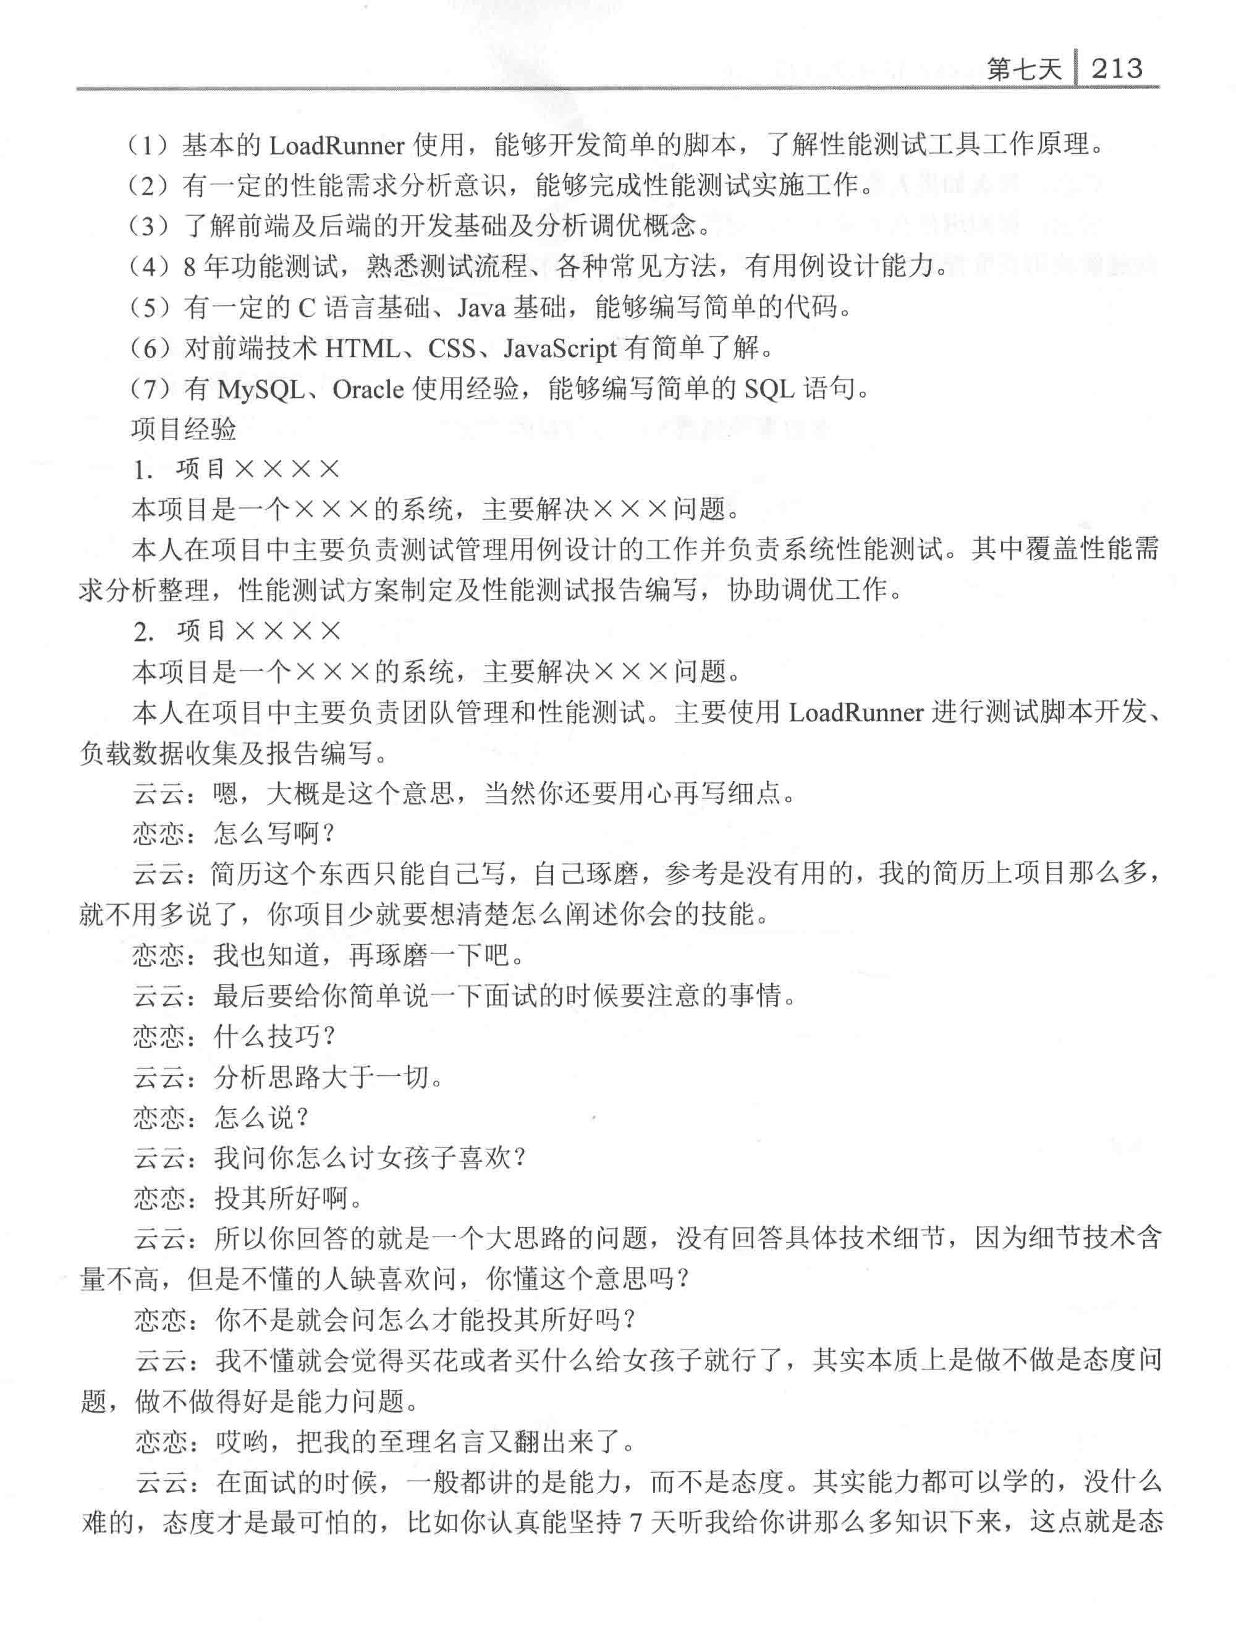 第七天 213
（1）基本的 LoadRunner 使用，能够开发简单的脚本，了解性能测试工具工作原理。
（2）有一定的性能需求分析意识，能够完成性能测试实施工作。
（3）了解前端及后端的开发基础及分析调优概念。
（4）8 年功能测试，熟悉测试流程、各种常见方法，有用例设计能力。
（5）有一定的 C 语言基础、Java 基础，能够编写简单的代码。
（6）对前端技术 HTML、CSS、JavaScript 有简单了解。
（7）有 MySQL、Oracle 使用经验，能够编写简单的 SQL 语句。
项目经验
1．项目××××
本项目是一个×××的系统，主要解决×××问题。
本人在项目中主要负责测试管理用例设计的工作并负责系统性能测试。其中覆盖性能需
求分析整理，性能测试方案制定及性能测试报告编写，协助调优工作。
2．项目××××
本项目是一个×××的系统，主要解决×××问题。
本人在项目中主要负责团队管理和性能测试。主要使用 LoadRunner 进行测试脚本开发、
负载数据收集及报告编写。
云云：嗯，大概是这个意思，当然你还要用心再写细点。
恋恋：怎么写啊？
云云：简历这个东西只能自己写，自己琢磨，参考是没有用的，我的简历上项目那么多，
就不用多说了，你项目少就要想清楚怎么阐述你会的技能。
恋恋：我也知道，再琢磨一下吧。
云云：最后要给你简单说一下面试的时候要注意的事情。
恋恋：什么技巧？
云云：分析思路大于一切。
恋恋：怎么说？
云云：我问你怎么讨女孩子喜欢？
恋恋：投其所好啊。
云云：所以你回答的就是一个大思路的问题，没有回答具体技术细节，因为细节技术含
量不高，但是不懂的人缺喜欢问，你懂这个意思吗？
恋恋：你不是就会问怎么才能投其所好吗？
云云：我不懂就会觉得买花或者买什么给女孩子就行了，其实本质上是做不做是态度问
题，做不做得好是能力问题。
恋恋：哎哟，把我的至理名言又翻出来了。
云云：在面试的时候，一般都讲的是能力，而不是态度。其实能力都可以学的，没什么
难的，态度才是最可怕的，比如你认真能坚持 7 天听我给你讲那么多知识下来，这点就是态